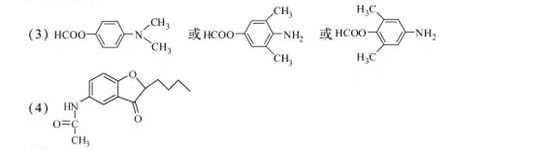 (3) HCOO N CH₃ CH₃ 或 HCOO CH₃ NH₂ CH₃ 或 H₃C HCOO NH₂ H₃C
(4) O O HN O=C CH₃